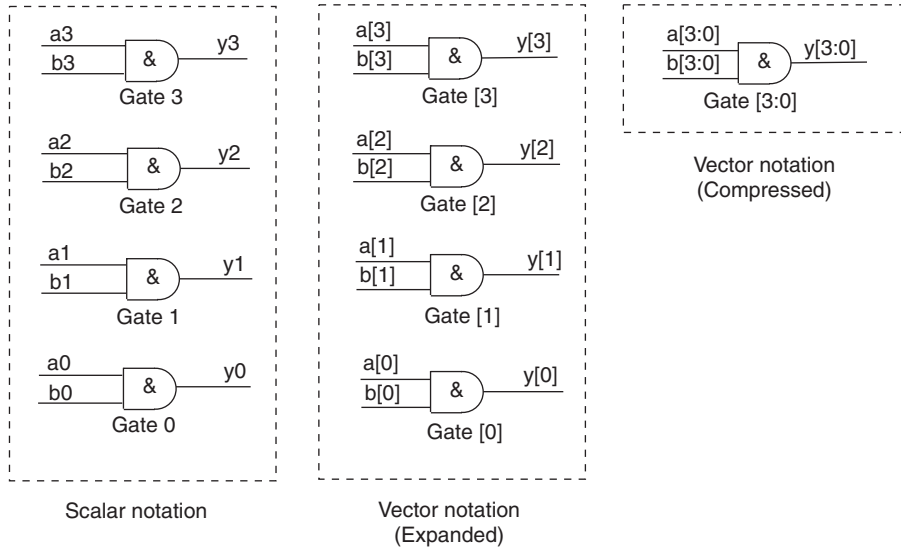 a3
b3
&
y3
Gate 3
a2
b2
&
y2
Gate 2
a1
b1
&
y1
Gate 1
a0
b0
&
y0
Gate 0
Scalar notation
a[3]
b[3]
&
y[3]
Gate [3]
a[2]
b[2]
&
y[2]
Gate [2]
a[1]
b[1]
&
y[1]
Gate [1]
a[0]
b[0]
&
y[0]
Gate [0]
Vector notation
(Expanded)
a[3:0]
b[3:0]
&
y[3:0]
Gate [3:0]
Vector notation
(Compressed)